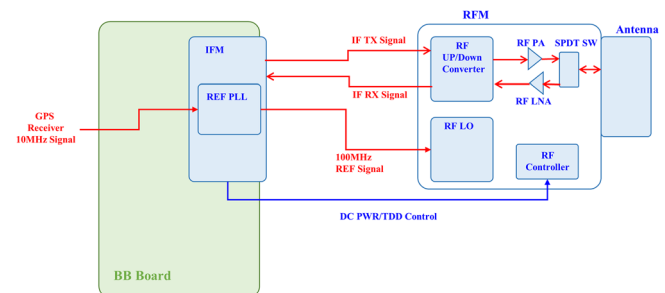 RFM
IFM
IF TX Signal
RF
UP/Down
Converter
RF PA
SPDT SW
Antenna
REF PLL
IF RX Signal
RF LNA
GPS
Receiver
10MHz Signal
RF LO
100MHz
REF Signal
RF
Controller
DC PWR/TDD Control
BB Board